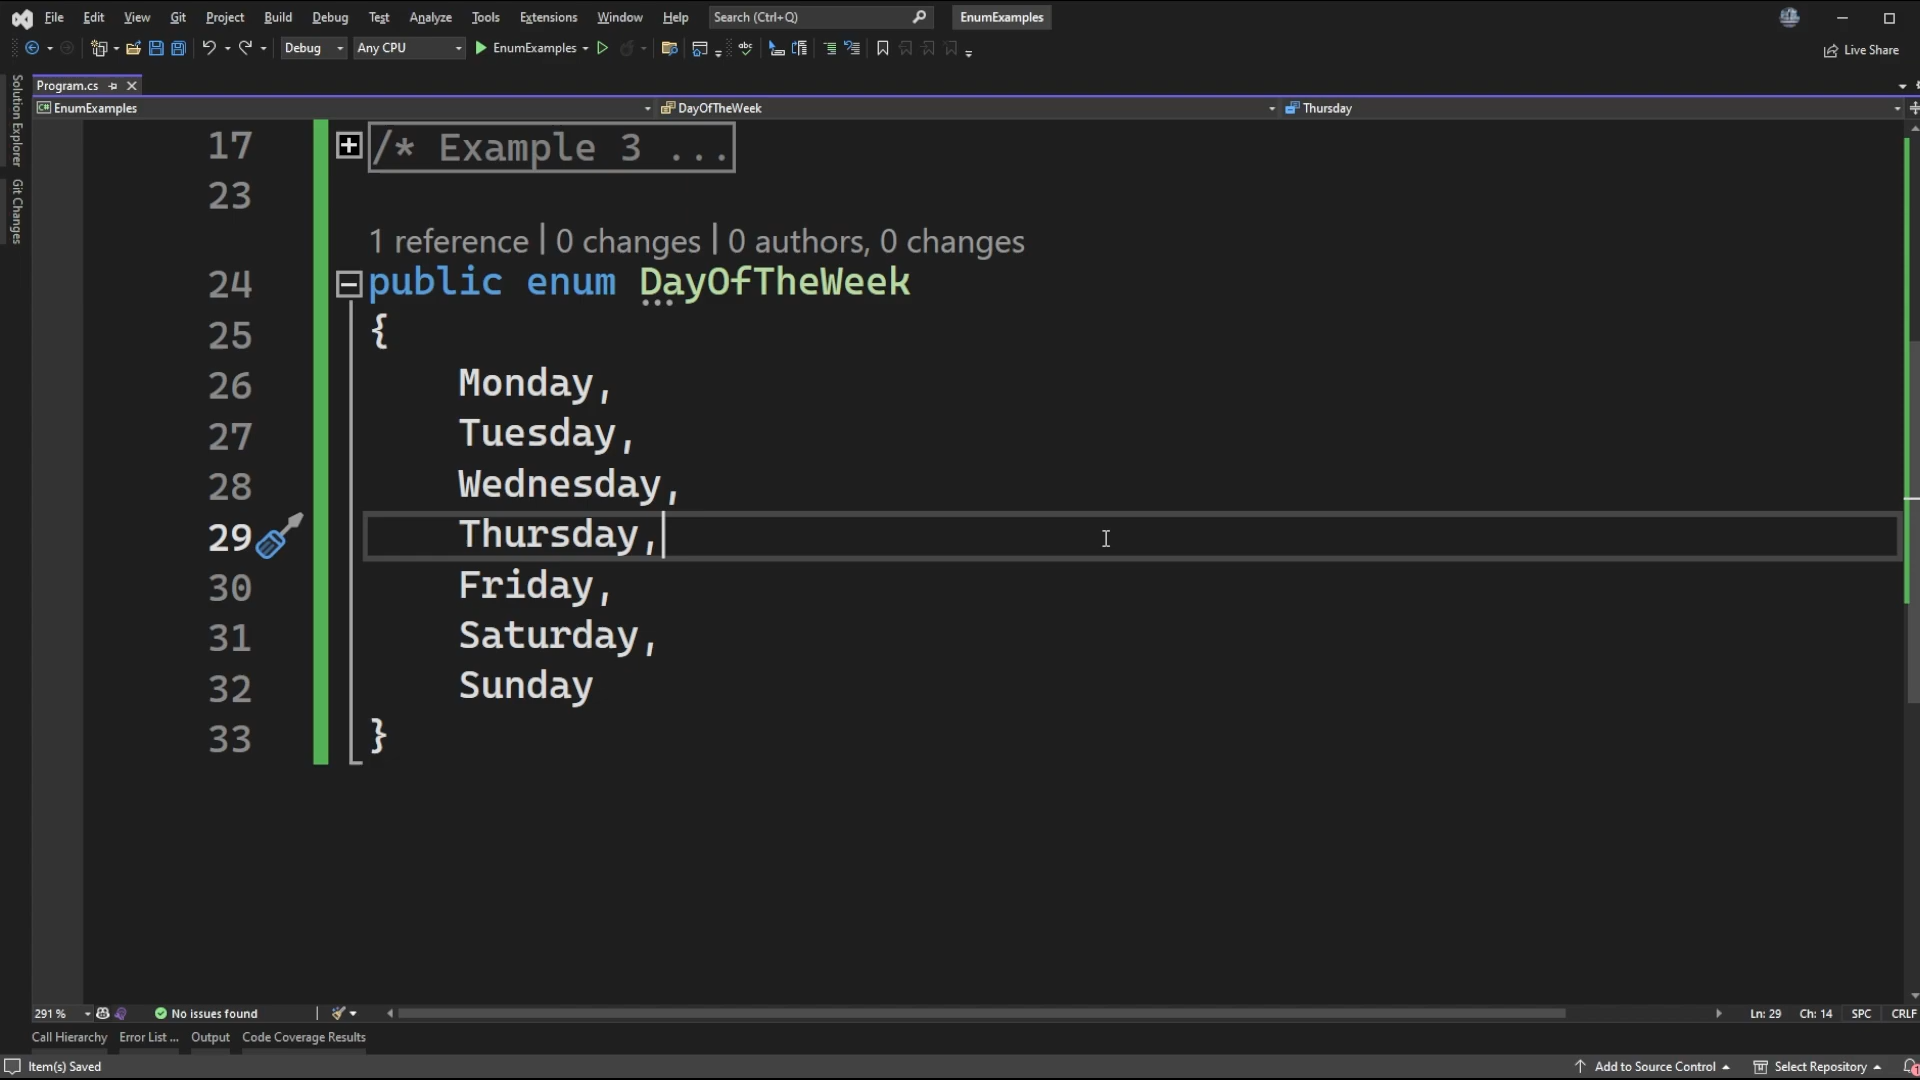 File Edit View Git Project Build Debug Test Analyze Tools Extensions Window Help Search (Ctrl+Q) EnumExamples
Debug Any CPU EnumExamples Live Share
Program.cs
EnumExamples DayOfTheWeek Thursday
Solution Explorer
Git Changes
17 /* Example 3 ...
23
1 reference | 0 changes | 0 authors, 0 changes
24 public enum DayOfTheWeek
25 {
26 Monday,
27 Tuesday,
28 Wednesday,
29 Thursday,
30 Friday,
31 Saturday,
32 Sunday
33 }
291 % No issues found Ln: 29 Ch: 14 SPC CRLF
Call Hierarchy Error List ... Output Code Coverage Results
Item(s) Saved Add to Source Control Select Repository